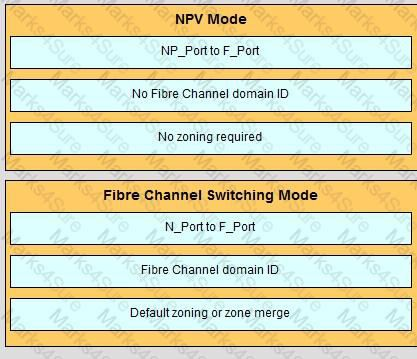 NPV Mode
NP_Port to F_Port
No Fibre Channel domain ID
No zoning required
Fibre Channel Switching Mode
N_Port to F_Port
Fibre Channel domain ID
Default zoning or zone merge